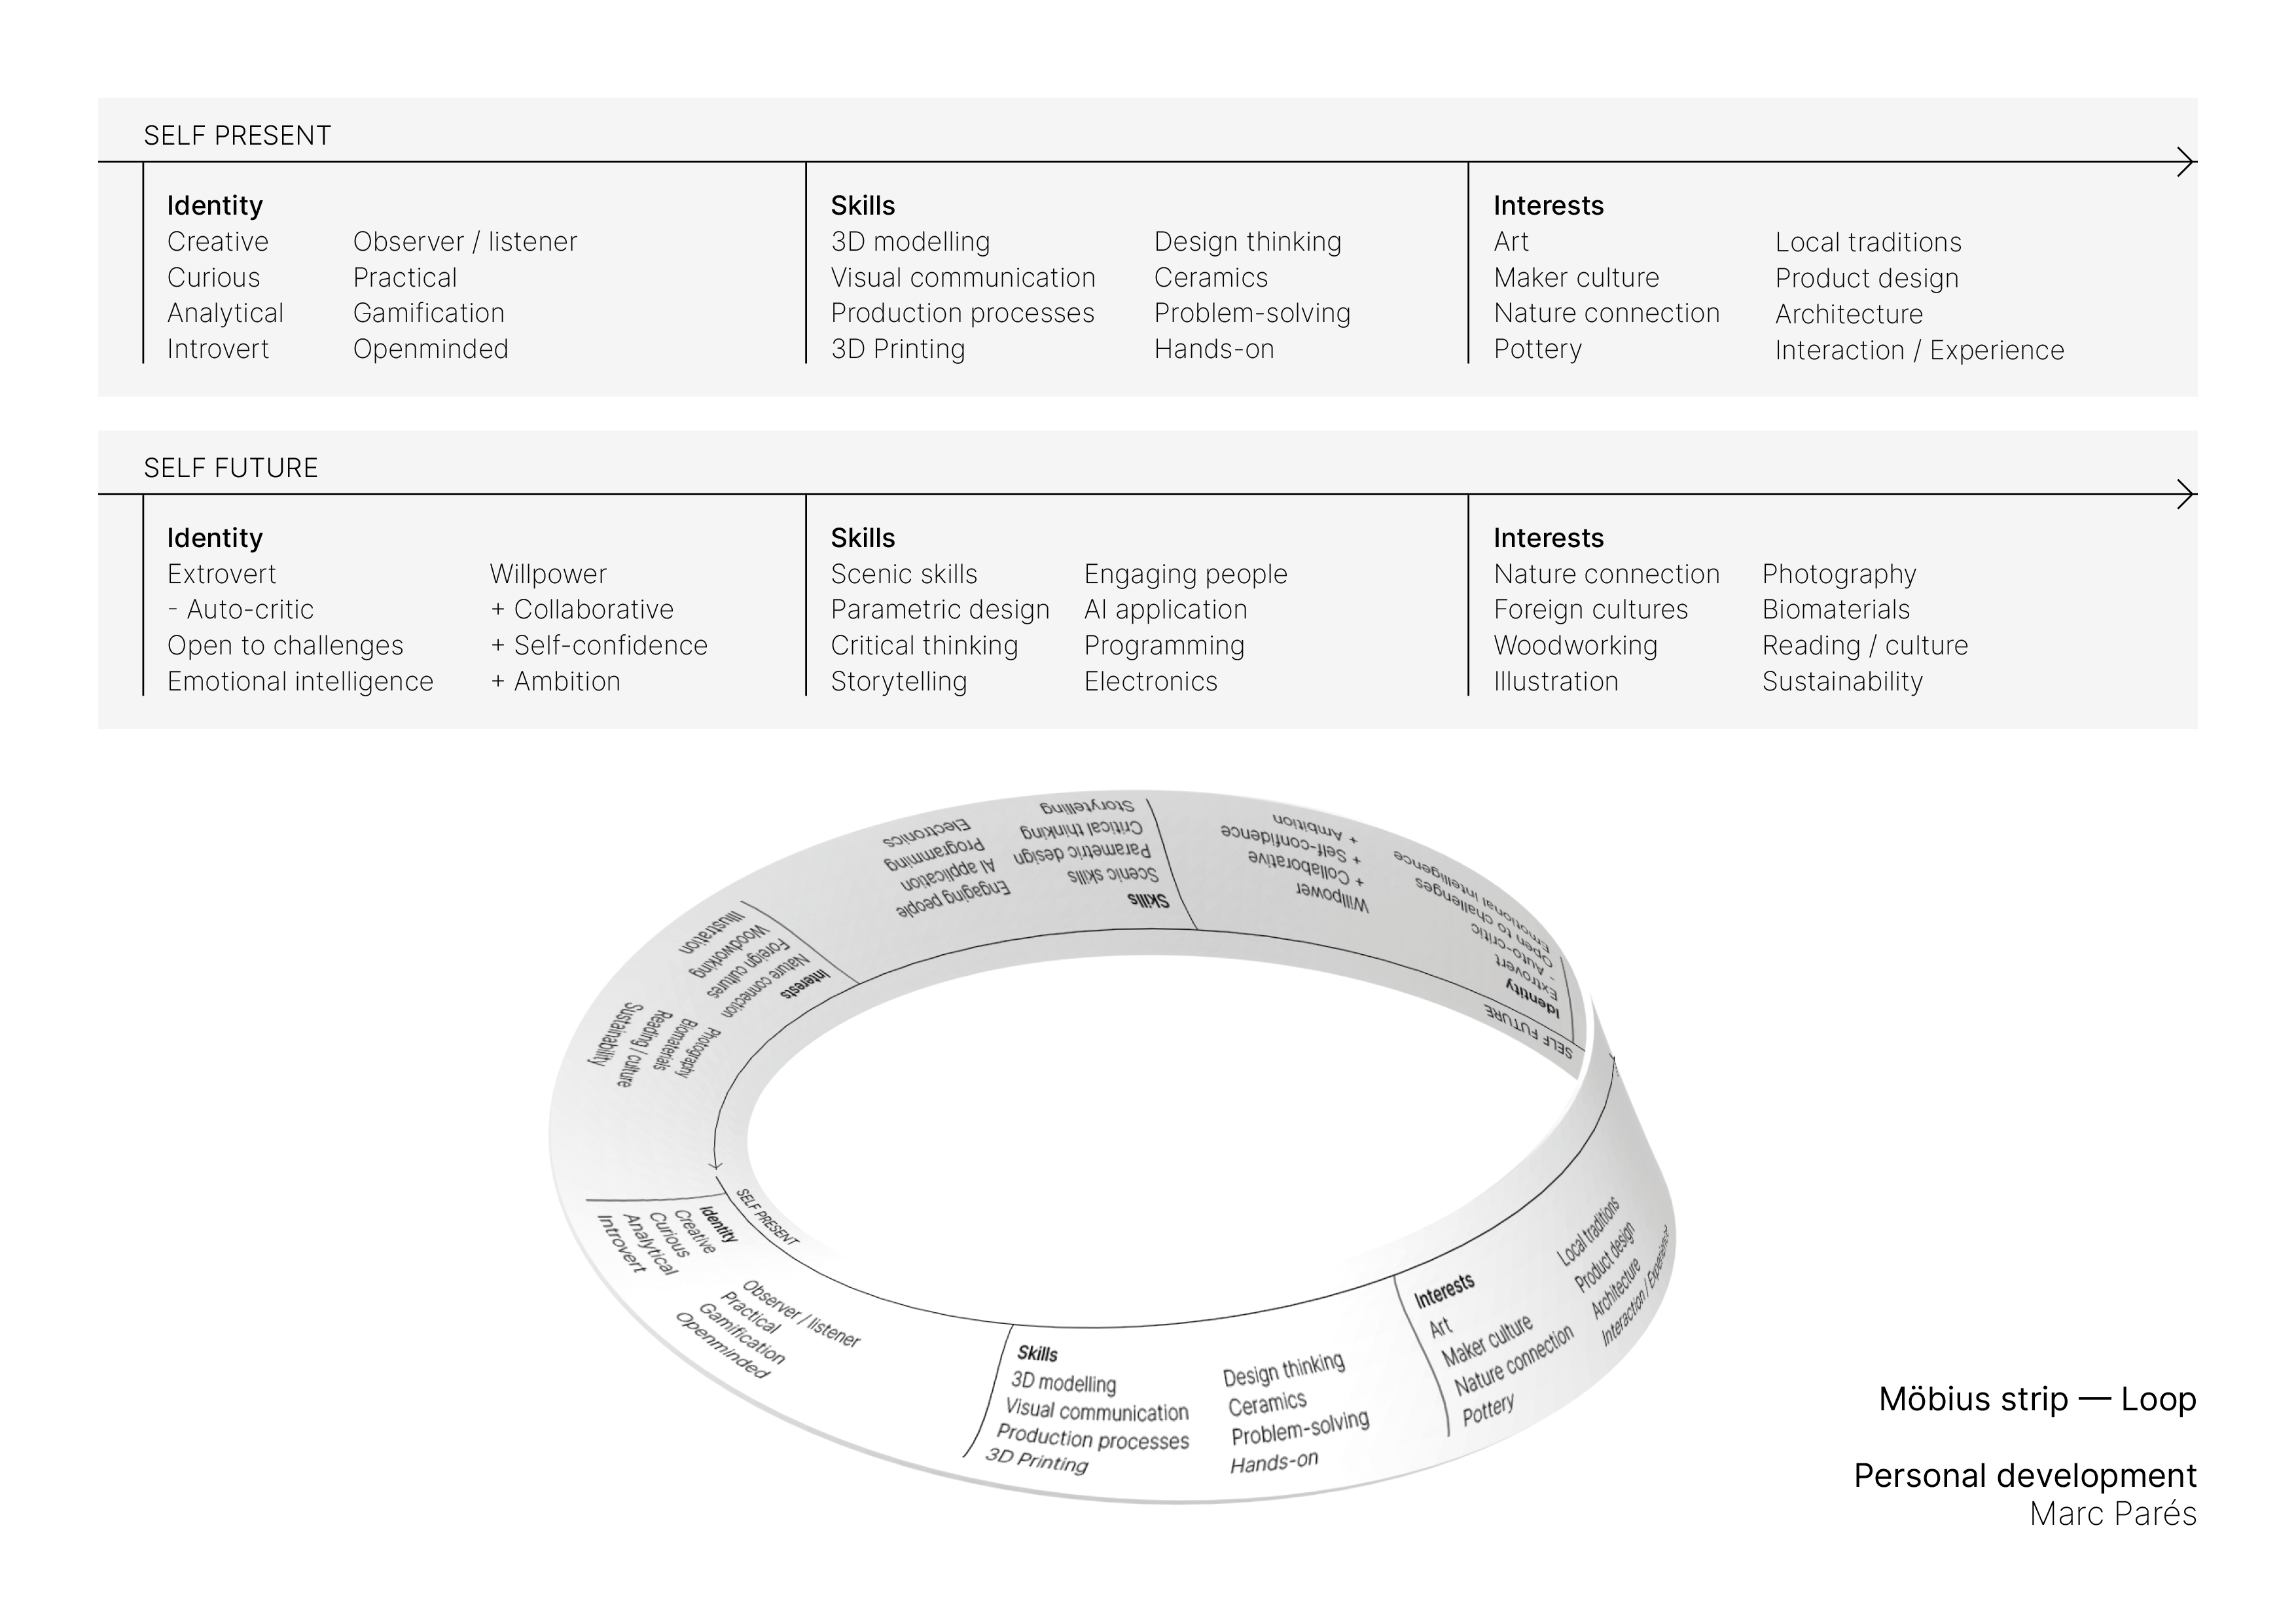 SELF PRESENT
Identity
Creative
Curious
Analytical
Introvert
Observer / listener
Practical
Gamification
Openminded
Skills
3D modelling
Visual communication
Production processes
3D Printing
Design thinking
Ceramics
Problem-solving
Hands-on
Interests
Art
Maker culture
Nature connection
Pottery
Local traditions
Product design
Architecture
Interaction / Experience
SELF FUTURE
Identity
Extrovert
- Auto-critic
Open to challenges
Emotional intelligence
Willpower
+ Collaborative
+ Self-confidence
+ Ambition
Skills
Scenic skills
Parametric design
Critical thinking
Storytelling
Engaging people
AI application
Programming
Electronics
Interests
Nature connection
Foreign cultures
Woodworking
Illustration
Photography
Biomaterials
Reading / culture
Sustainability
SELF FUTURE
Identity
Extrovert
- Auto-critic
Open to challenges
Emotional intelligence
Willpower
+ Collaborative
+ Self-confidence
+ Ambition
Skills
Scenic skills
Parametric design
Critical thinking
Storytelling
Engaging people
AI application
Programming
Electronics
Interests
Nature connection
Foreign cultures
Woodworking
Illustration
Photography
Biomaterials
Reading / culture
Sustainability
SELF PRESENT
Identity
Creative
Curious
Analytical
Introvert
Observer / listener
Practical
Gamification
Openminded
Skills
3D modelling
Visual communication
Production processes
3D Printing
Design thinking
Ceramics
Problem-solving
Hands-on
Interests
Art
Maker culture
Nature connection
Pottery
Local traditions
Product design
Architecture
Interaction / Experience
Möbius strip — Loop
Personal development
Marc Parés